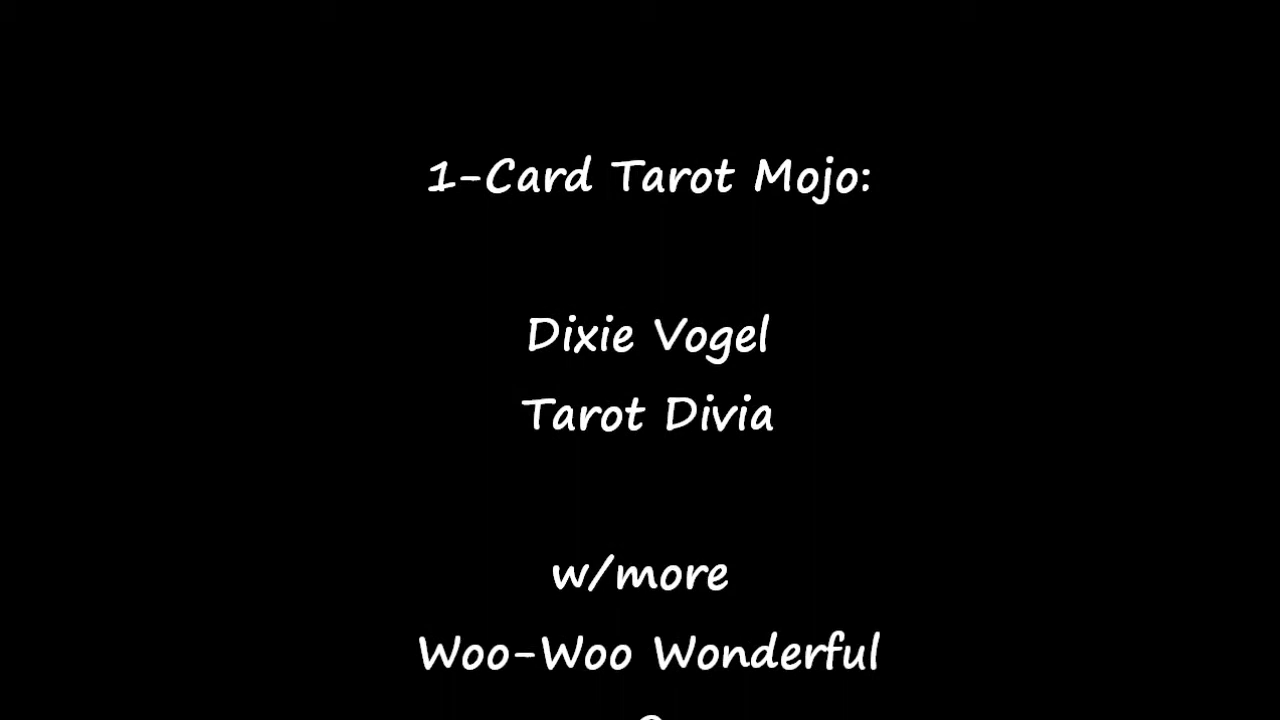 1-Card Tarot Mojo:
Dixie Vogel
Tarot Divia
w/more
Woo-Woo Wonderful